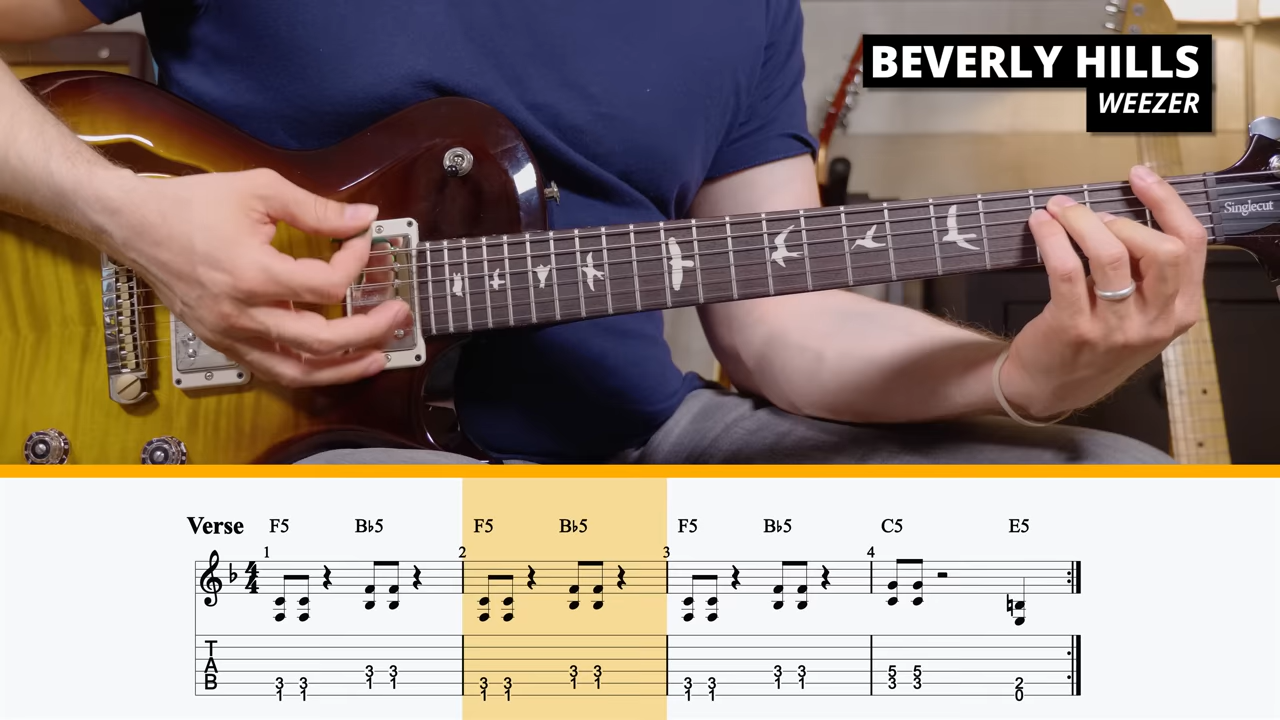 BEVERLY HILLS
WEEZER
Singlecut
Verse F5 B♭5 F5 B♭5 F5 B♭5 C5 E5
1 2 3 4
4
4
T
A 3 3 3 3 3 3 5 5
B 3 3 1 1 3 3 1 1 3 3 1 1 3 3 2
1 1 1 1 1 1 0